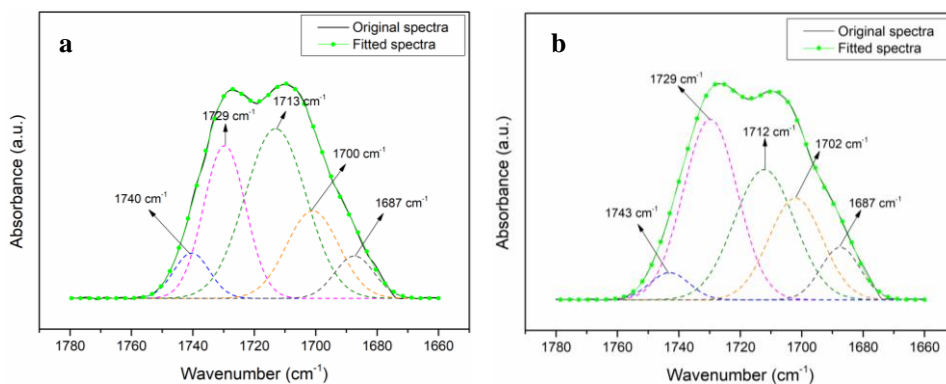 a
Original spectra
Fitted spectra
1729 cm-1
1713 cm-1
1740 cm-1
1700 cm-1
1687 cm-1
Absorbance (a.u.)
1780 1760 1740 1720 1700 1680 1660
Wavenumber (cm-1)
b
Original spectra
Fitted spectra
1729 cm-1
1712 cm-1
1702 cm-1
1743 cm-1
1687 cm-1
Absorbance (a.u.)
1780 1760 1740 1720 1700 1680 1660
Wavenumber (cm-1)